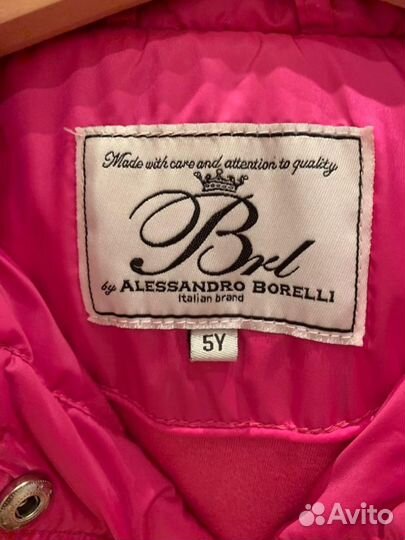 Made with care and attention to quality
Brl
by ALESSANDRO BORELLI
Italian brand
5Y
Avito